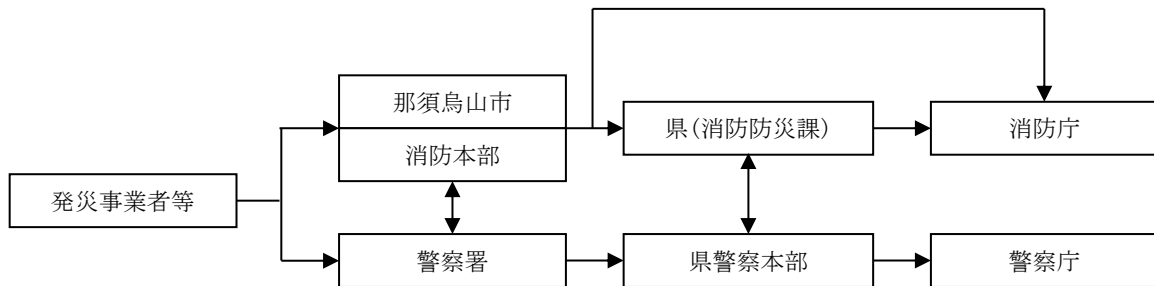 那須烏山市
消防本部
県(消防防災課)
消防庁
発災事業者等
警察署
県警察本部
警察庁